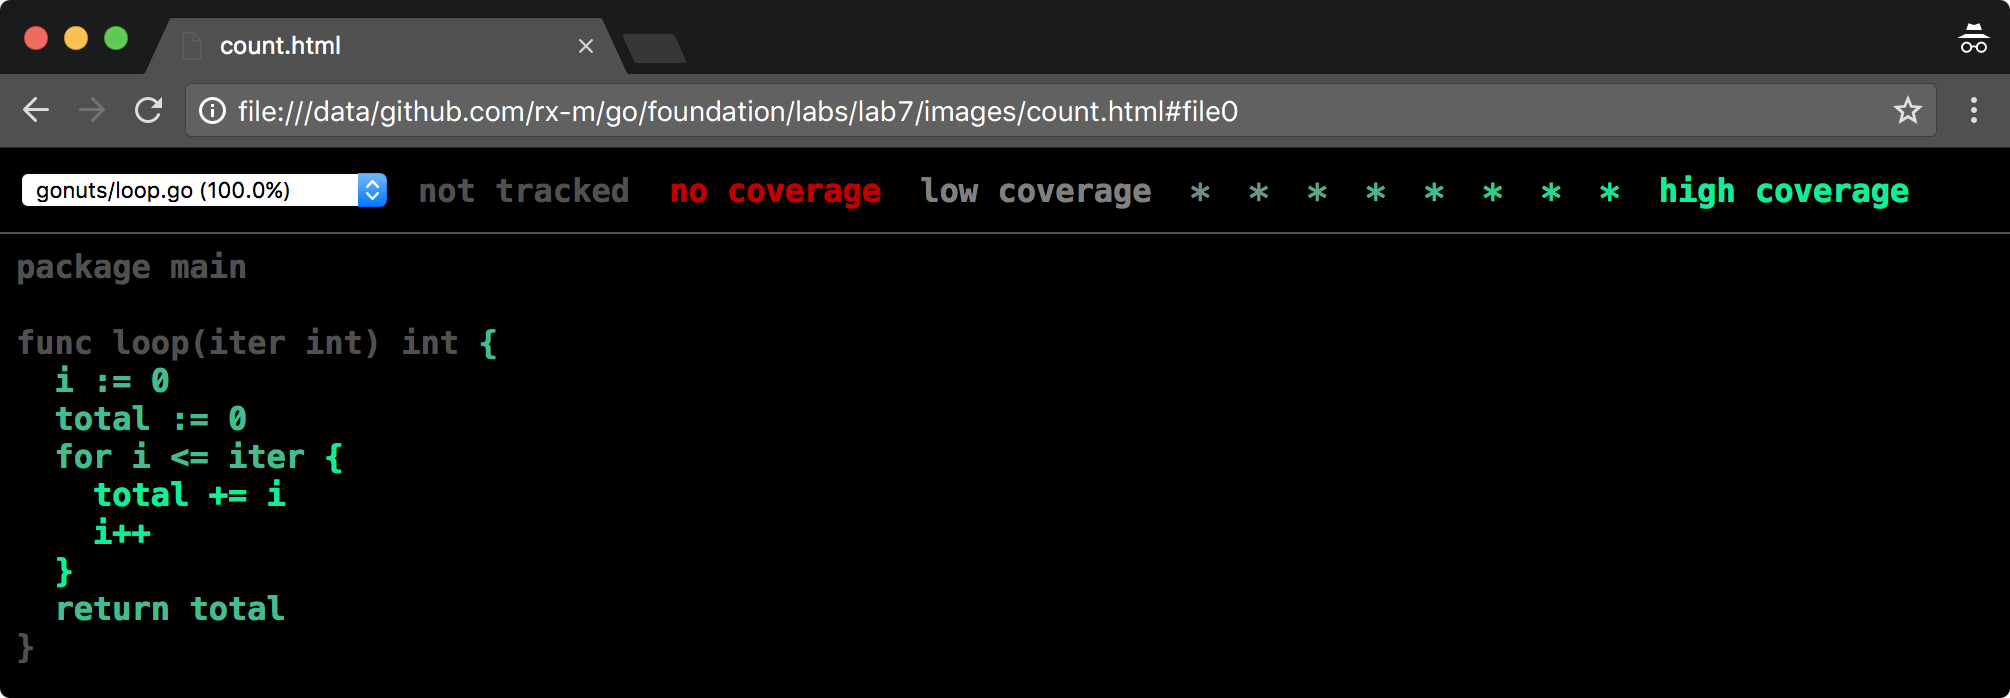 count.html
file:///data/github.com/rx-m/go/foundation/labs/lab7/images/count.html#file0
gonuts/loop.go (100.0%) not tracked no coverage low coverage * * * * * * * * high coverage
package main
func loop(iter int) int {
  i := 0
  total := 0
  for i <= iter {
    total += i
    i++
  }
  return total
}